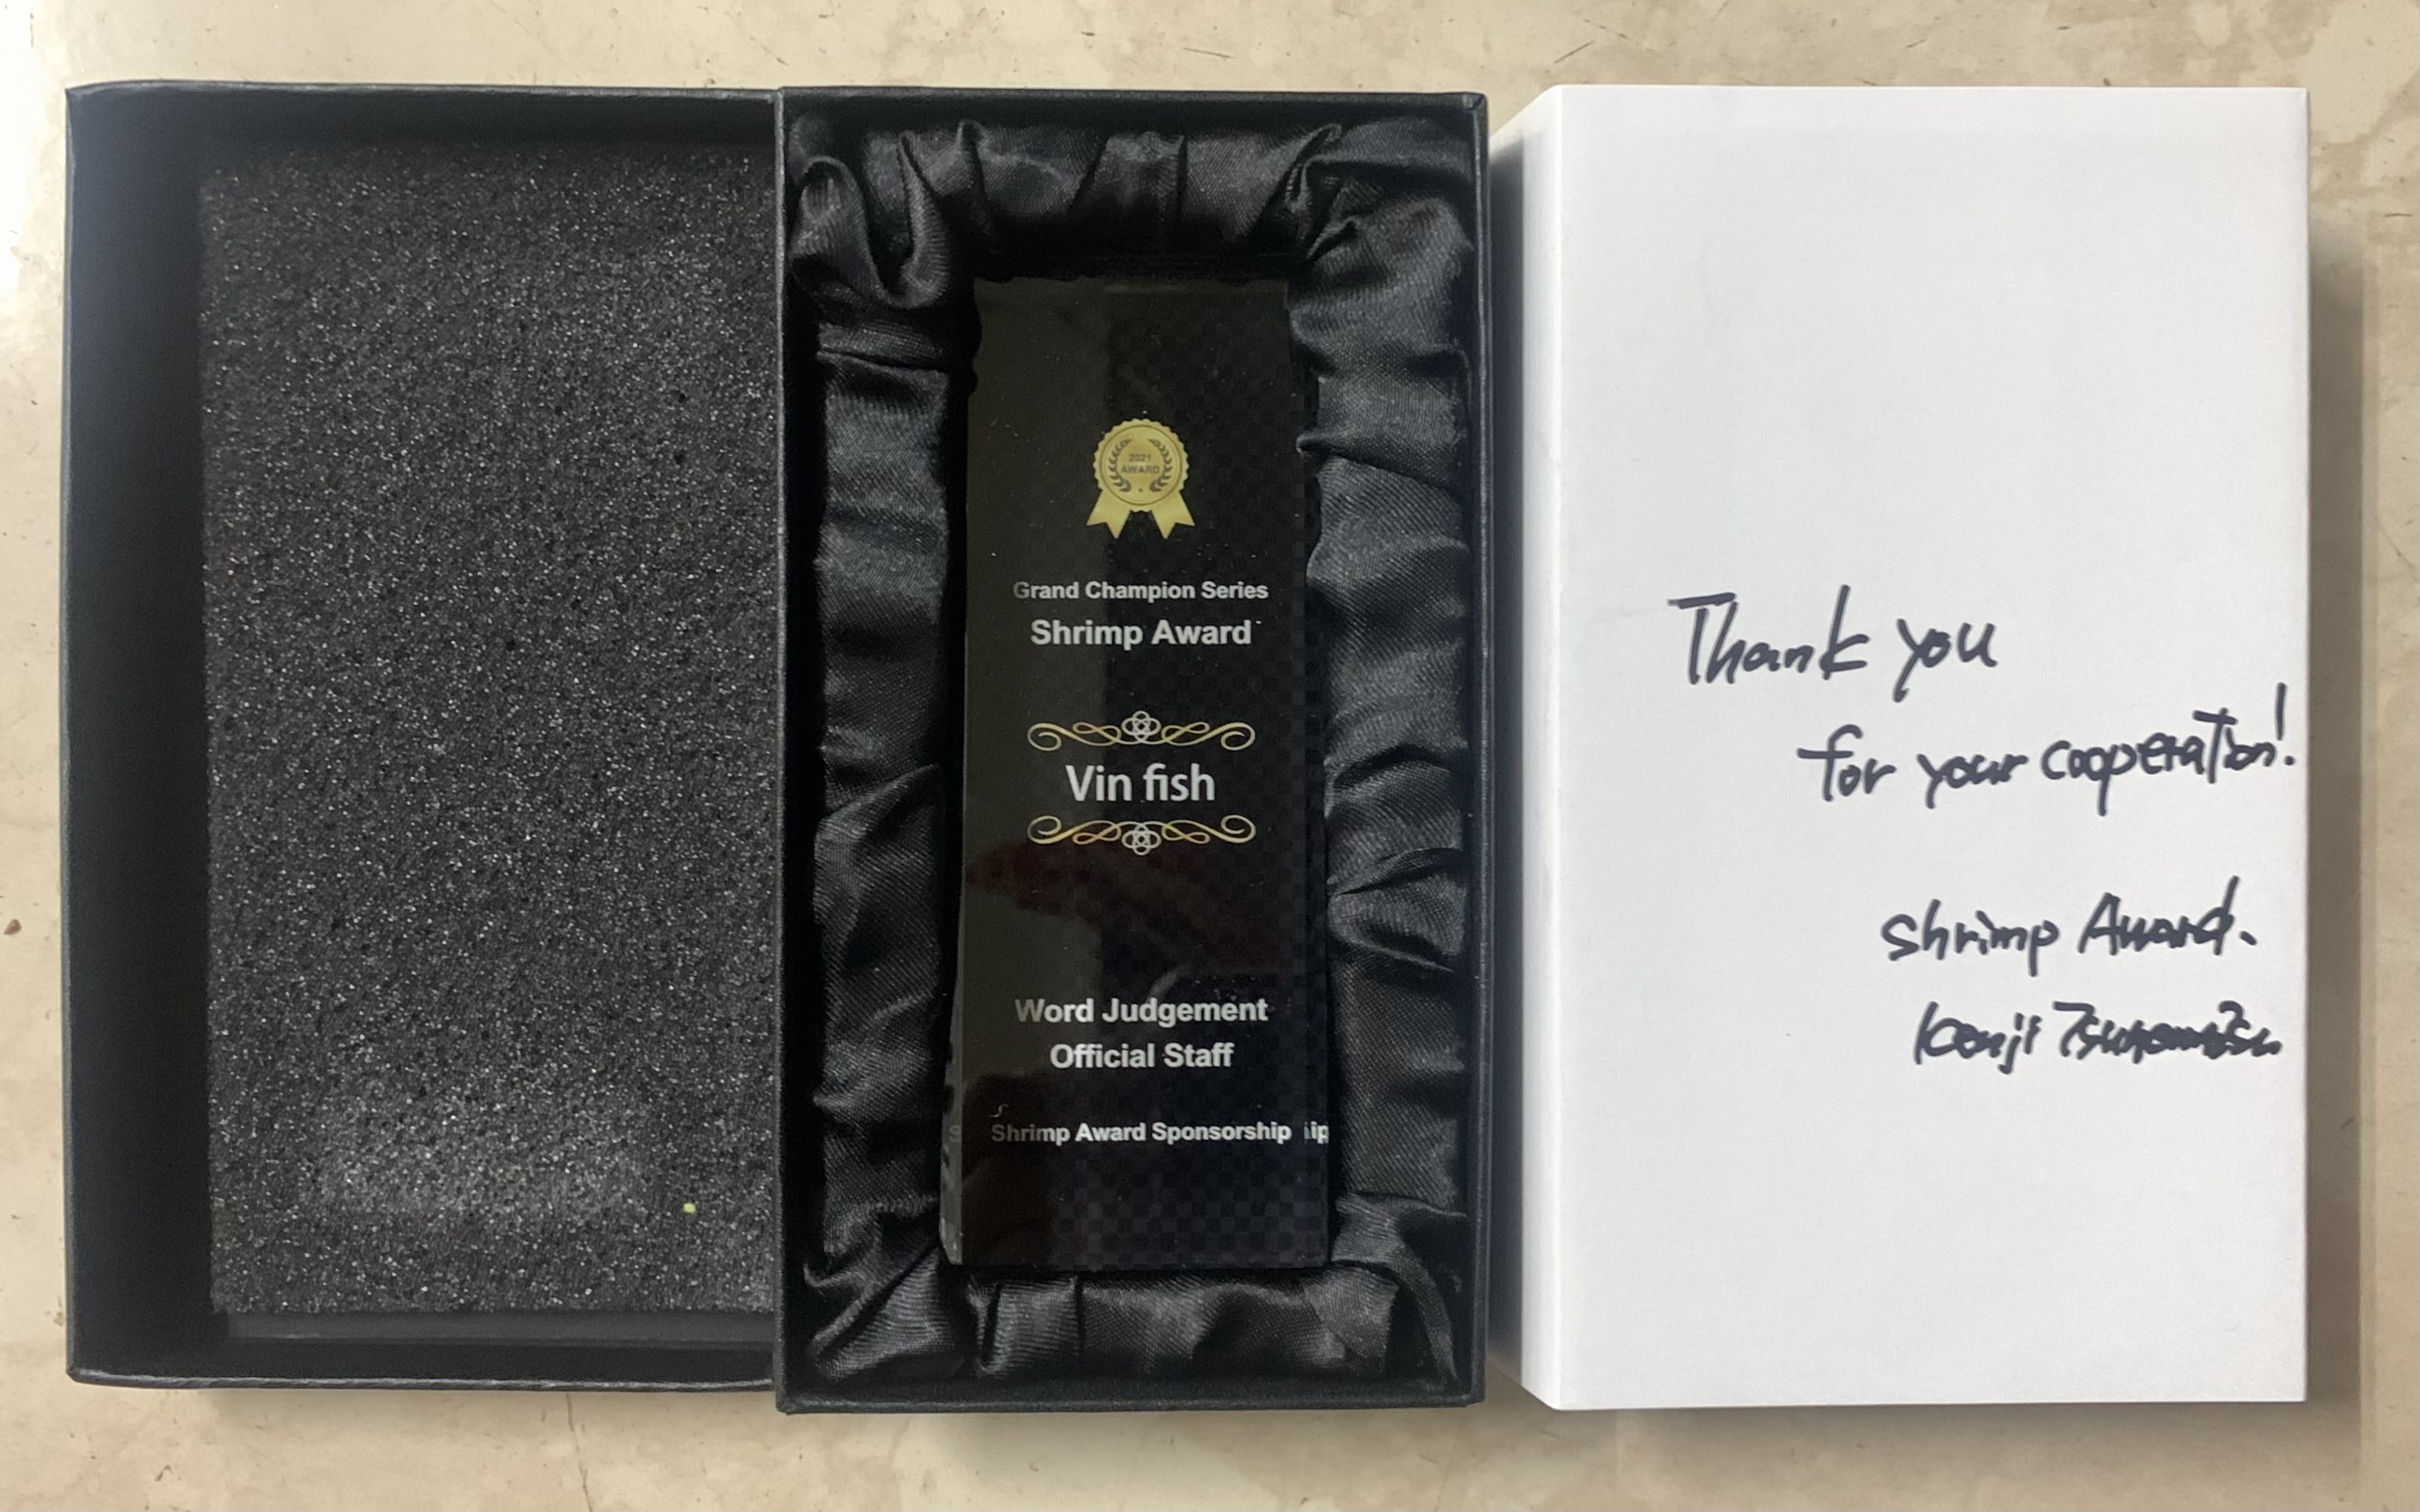 2021
AWARD
Grand Champion Series
Shrimp Award
Vin fish
Word Judgement
Official Staff
Shrimp Award Sponsorship
Thank you
for your cooperation!
Shrimp Award.
Kenji